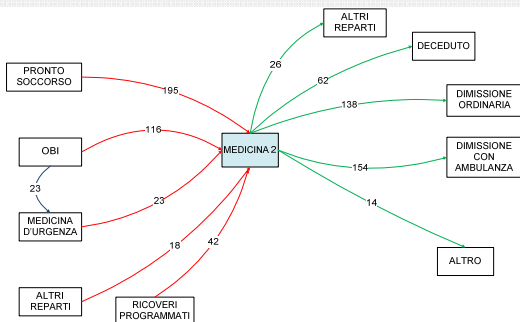 ALTRI
REPARTI
26
DECEDUTO
62
PRONTO
SOCCORSO
195
138
DIMISSIONE
ORDINARIA
OBI
116
MEDICINA 2
154
DIMISSIONE
CON
AMBULANZA
23
MEDICINA
D'URGENZA
23
14
18
42
ALTRO
ALTRI
REPARTI
RICOVERI
PROGRAMMATI